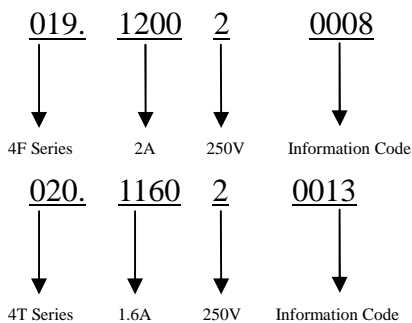 019. 1200 2 0008
4F Series 2A 250V Information Code
020. 1160 2 0013
4T Series 1.6A 250V Information Code